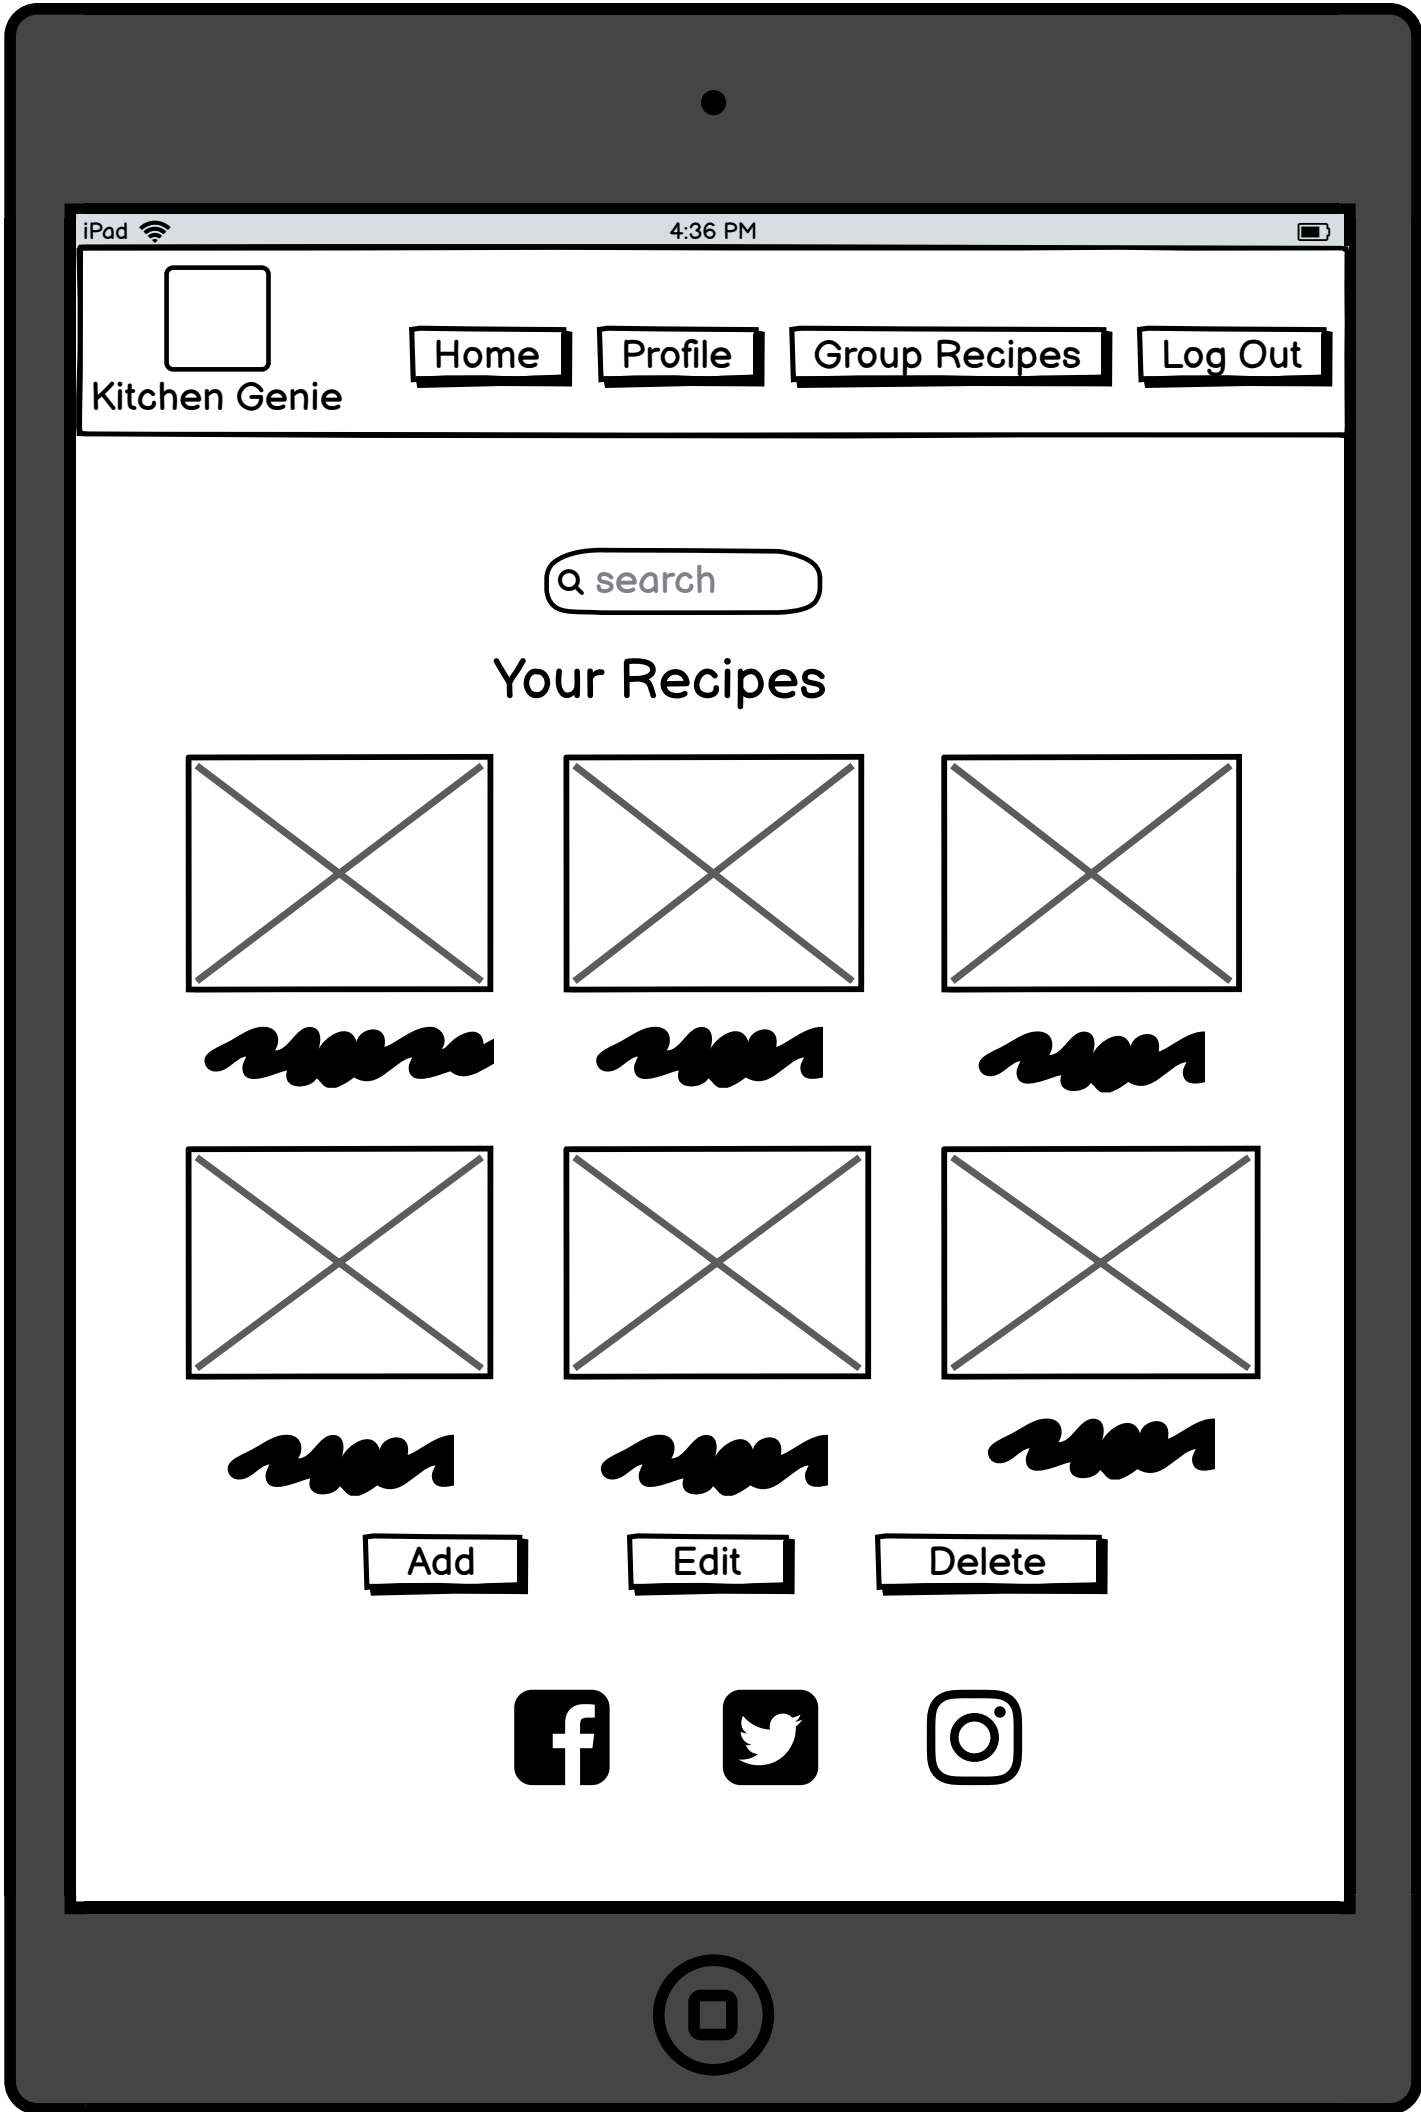 iPad
4:36 PM
Kitchen Genie
Home
Profile
Group Recipes
Log Out
search
Your Recipes
Add
Edit
Delete